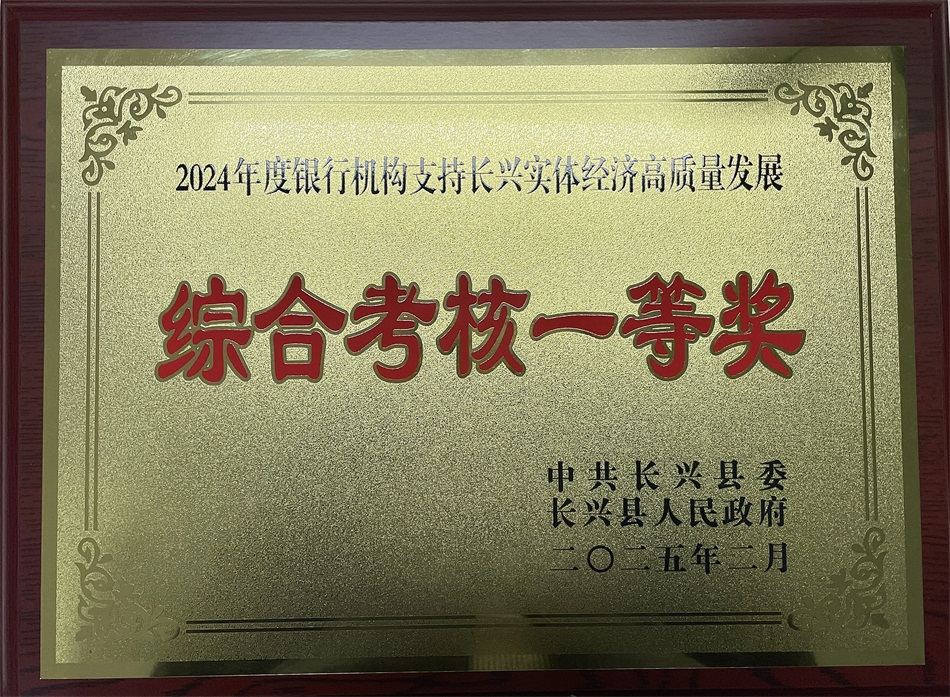 2024年度银行机构支持长兴实体经济高质量发展
综合考核一等奖
中共长兴县委
长兴县人民政府
二〇二五年二月